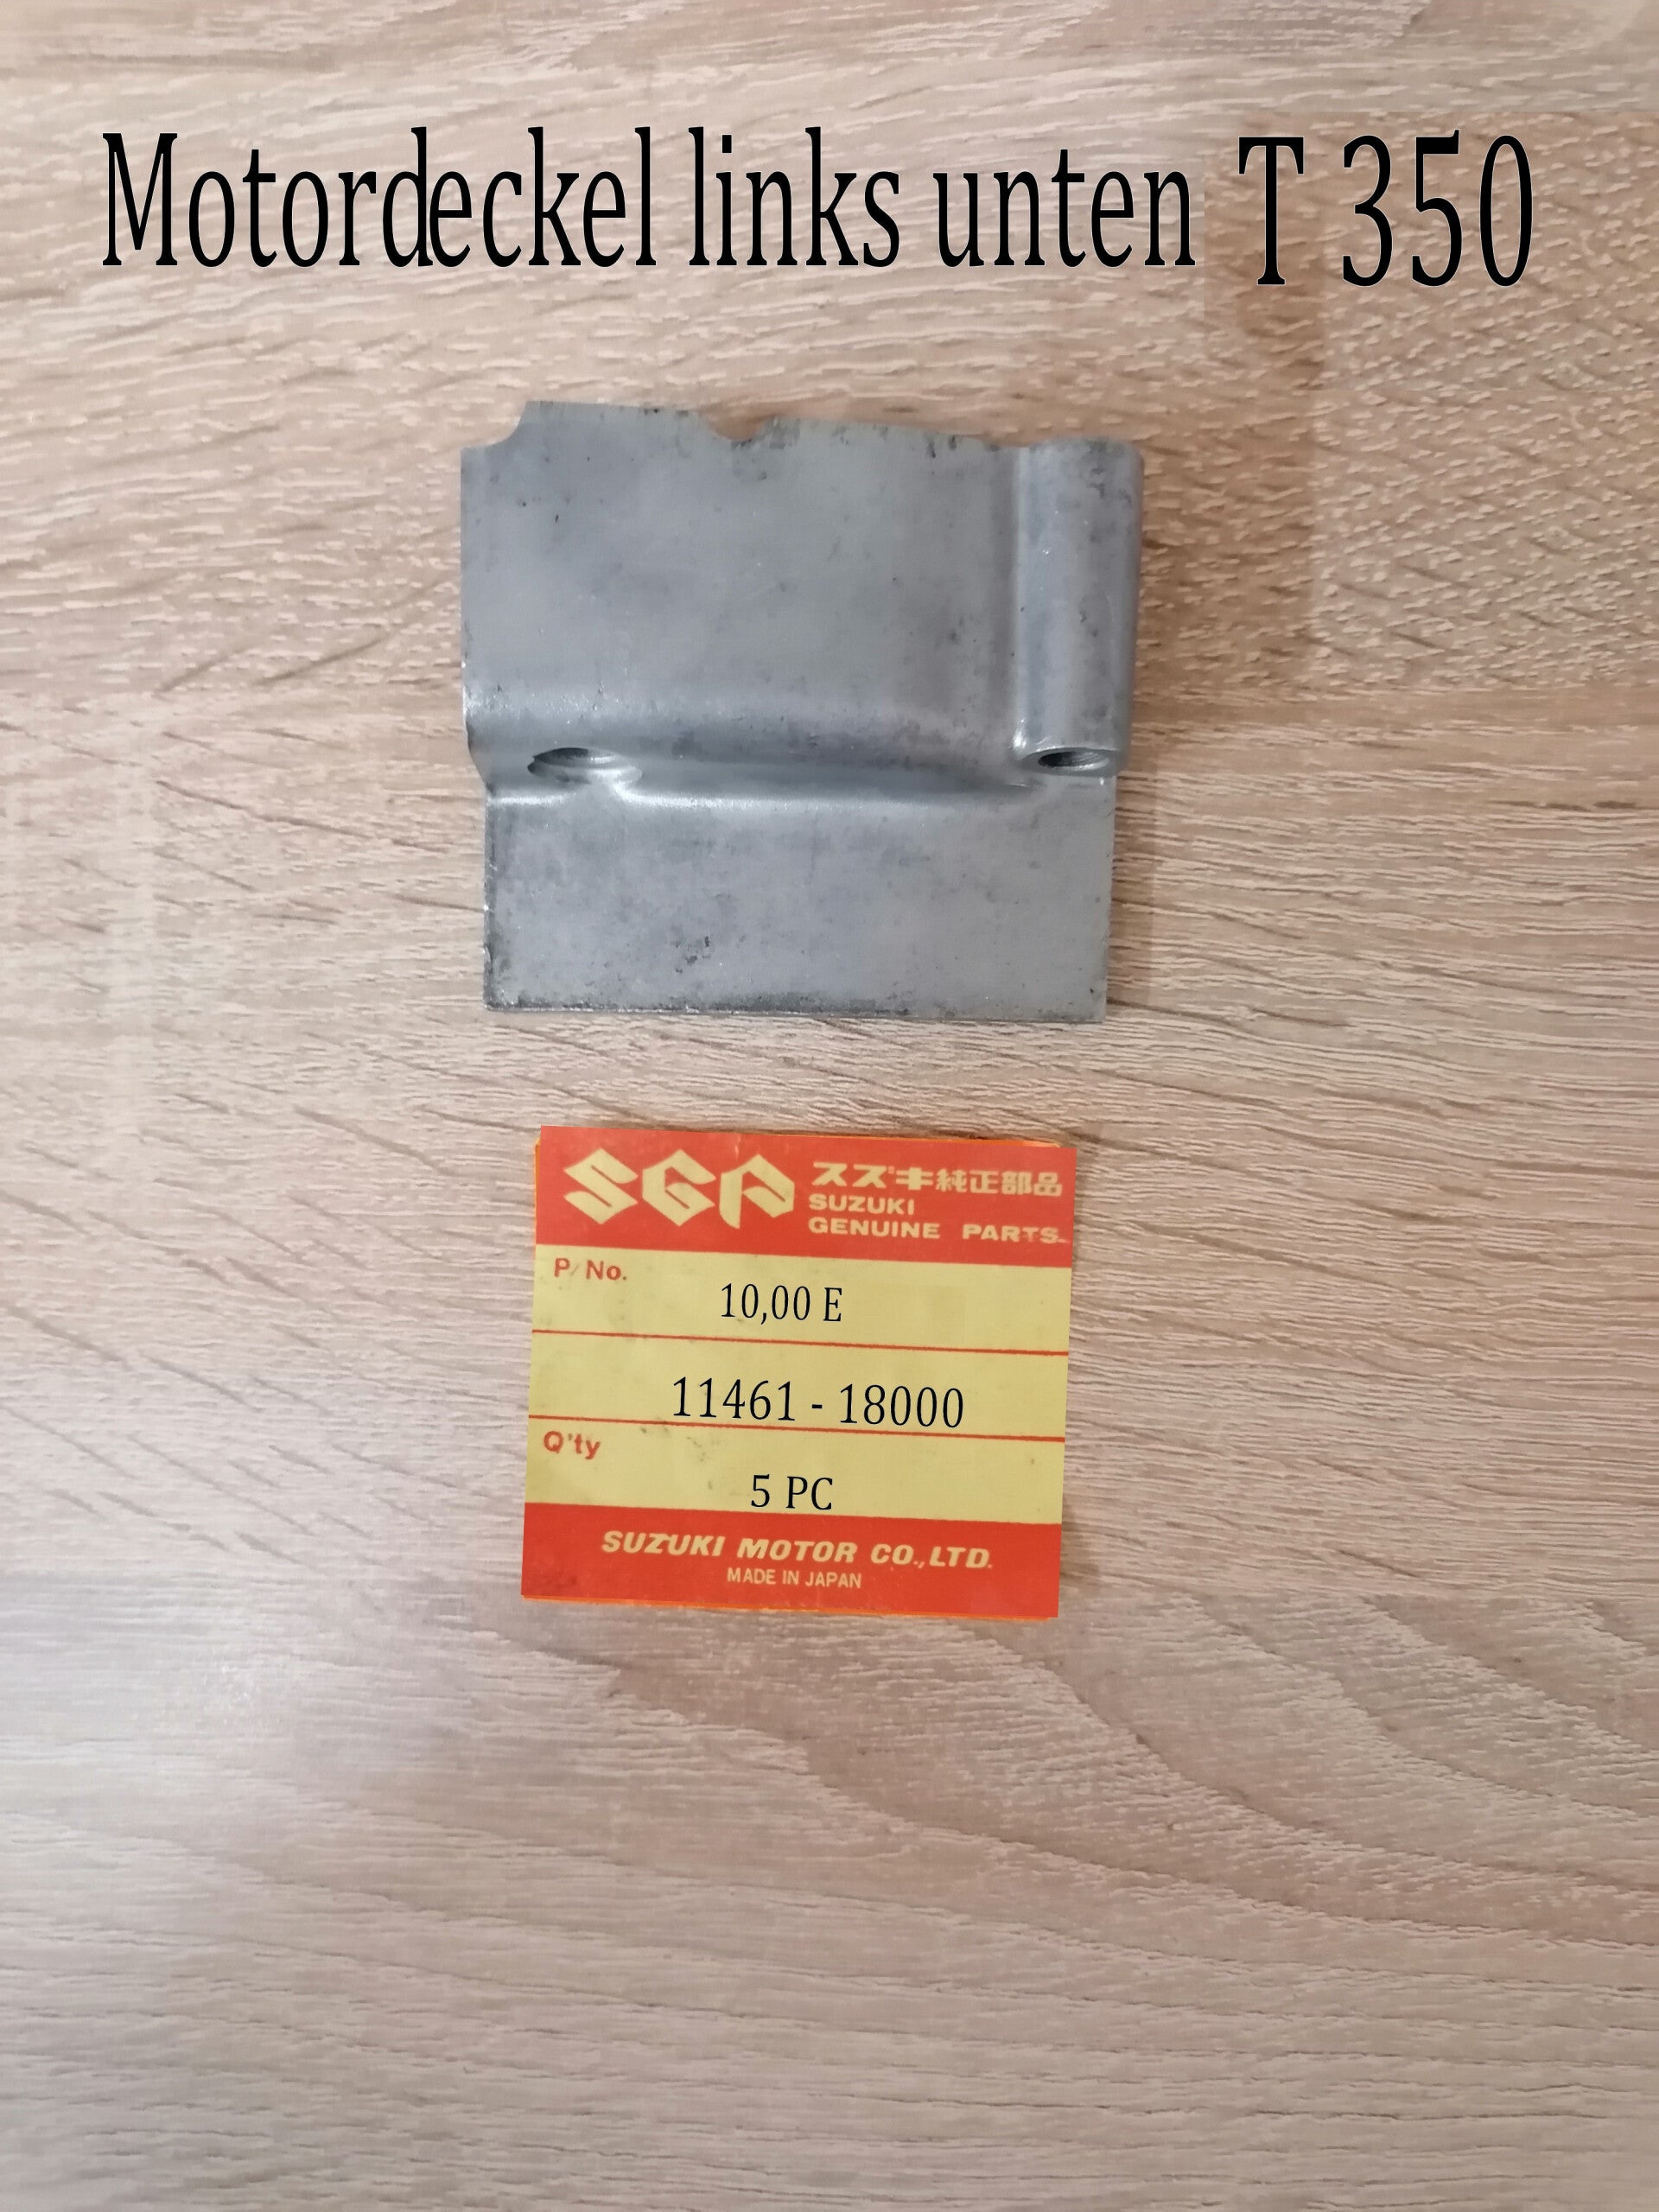 Motordeckel links unten T 350
SGP スズキ純正部品
SUZUKI
GENUINE PARTS
P/No.
10,00 E
11461 - 18000
Q'ty
5 PC
SUZUKI MOTOR CO.,LTD.
MADE IN JAPAN